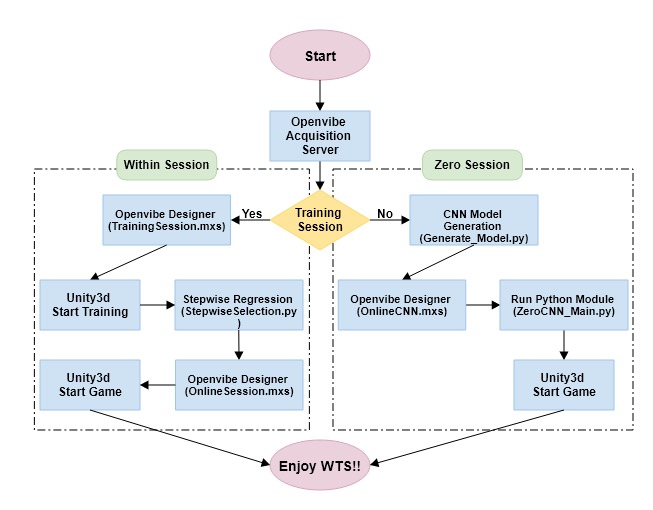 Start
Openvibe
Acquisition
Server
Within Session
Zero Session
Training
Session
Yes
No
Openvibe Designer
(TrainingSession.mxs)
Unity3d
Start Training
Stepwise Regression
(StepwiseSelection.py
)
Openvibe Designer
(OnlineSession.mxs)
Unity3d
Start Game
CNN Model
Generation
(Generate_Model.py)
Openvibe Designer
(OnlineCNN.mxs)
Run Python Module
(ZeroCNN_Main.py)
Unity3d
Start Game
Enjoy WTS!!